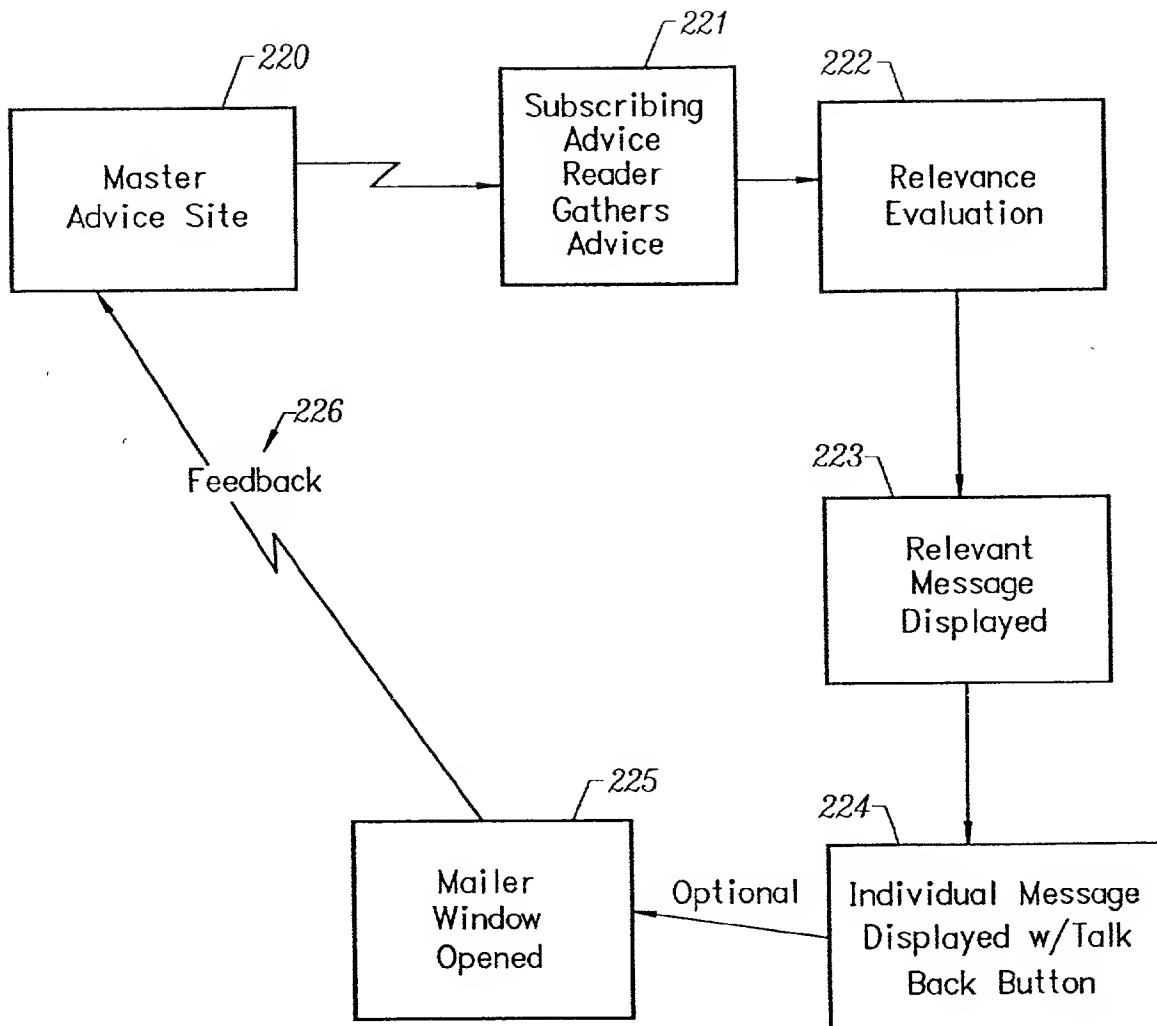 220
Master
Advice Site
221
Subscribing
Advice
Reader
Gathers
Advice
222
Relevance
Evaluation
223
Relevant
Message
Displayed
224
Individual Message
Displayed w/Talk
Back Button
Optional
225
Mailer
Window
Opened
226
Feedback